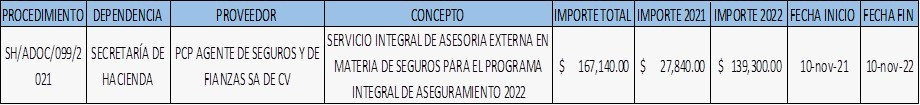 PROCEDIMIENTO DEPENDENCIA PROVEEDOR CONCEPTO IMPORTE TOTAL IMPORTE 2021 IMPORTE 2022 FECHA INICIO FECHA FIN
SH/ADOC/099/2
021
SECRETARÍA DE
HACIENDA
PCP AGENTE DE SEGUROS Y DE
FIANZAS SA DE CV
SERVICIO INTEGRAL DE ASESORIA EXTERNA EN
MATERIA DE SEGUROS PARA EL PROGRAMA
INTEGRAL DE ASEGURAMIENTO 2022
$ 167,140.00 $ 27,840.00 $ 139,300.00 10-nov-21 10-nov-22